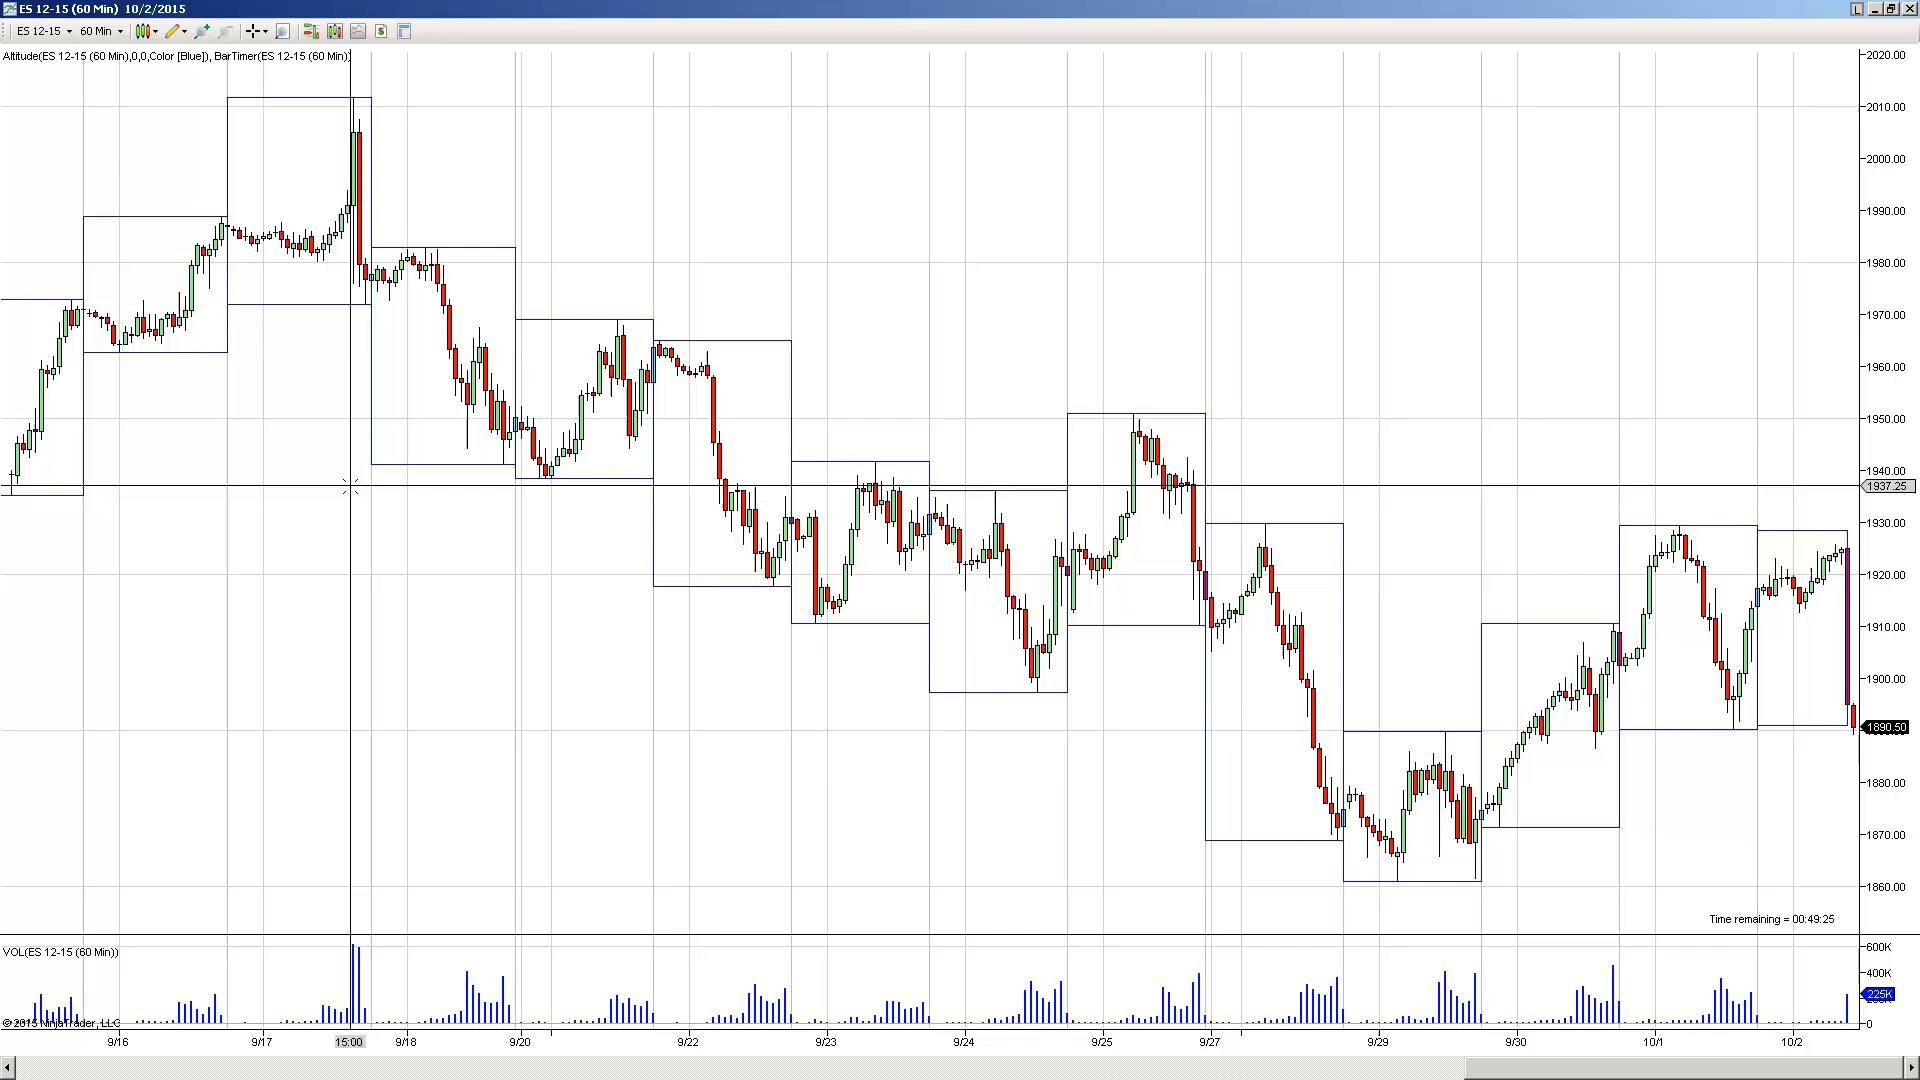 ES 12-15 (60 Min)  10/2/2015
L
ES 12-15 60 Min
Altitude(ES 12-15 (60 Min),0,0,Color [Blue]), BarTimer(ES 12-15 (60 Min))
2020.00
2010.00
2000.00
1990.00
1980.00
1970.00
1960.00
1950.00
1940.00
1937.25
1930.00
1920.00
1910.00
1900.00
1890.50
1880.00
1870.00
1860.00
Time remaining = 00:49:25
VOL(ES 12-15 (60 Min))
600K
400K
225K
0
© 2015 NinjaTrader, LLC
9/16 9/17 15:00 9/18 9/20 9/22 9/23 9/24 9/25 9/27 9/29 9/30 10/1 10/2